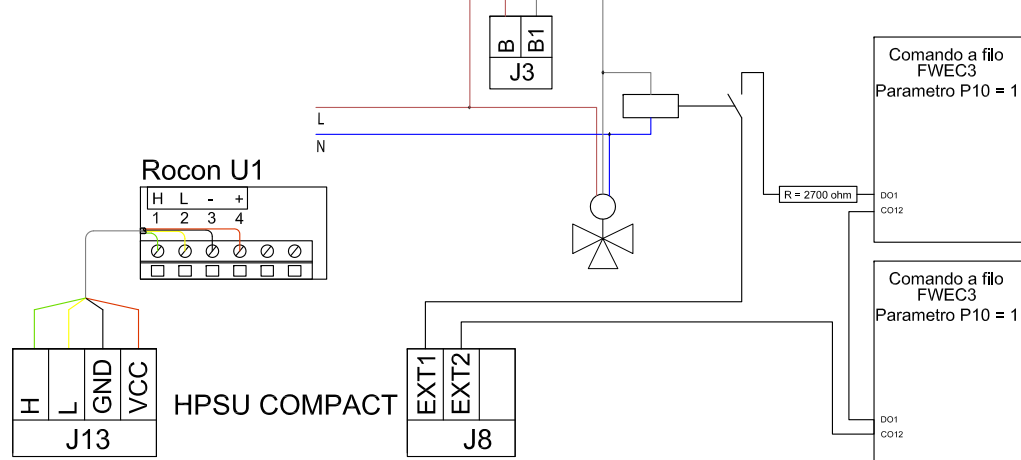 B
B1
J3
Comando a filo
FWEC3
Parametro P10 = 1
L
N
Rocon U1
H L - +
1 2 3 4
R = 2700 ohm
DO1
CO12
Comando a filo
FWEC3
Parametro P10 = 1
H
L
GND
VCC
J13
HPSU COMPACT
EXT1
EXT2
J8
DO1
CO12